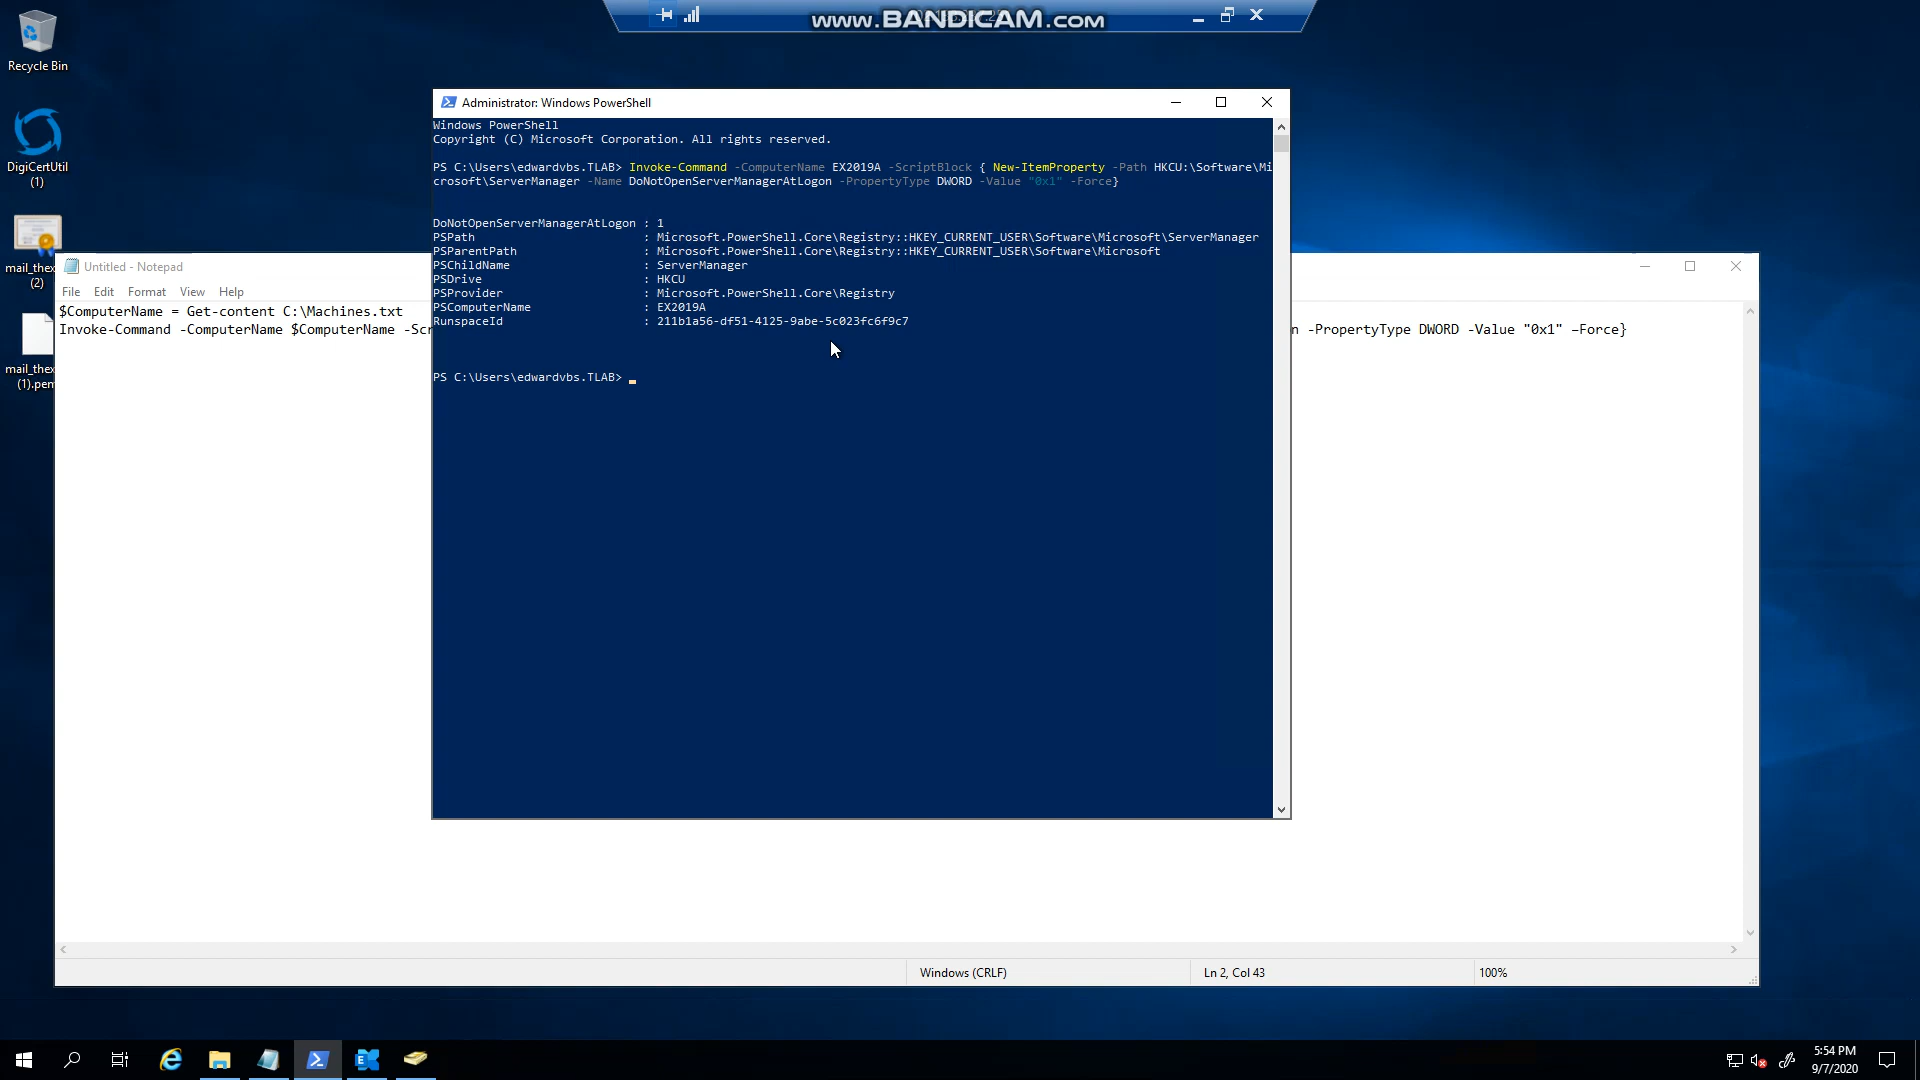 www.BANDICAM.com
Recycle Bin
DigiCertUtil
(1)
mail_thex
(2)
mail_thex
(1).pem
Administrator: Windows PowerShell
Windows PowerShell
Copyright (C) Microsoft Corporation. All rights reserved.
PS C:\Users\edwardvbs.TLAB> Invoke-Command -ComputerName EX2019A -ScriptBlock { New-ItemProperty -Path HKCU:\Software\Mi
crosoft\ServerManager -Name DoNotOpenServerManagerAtLogon -PropertyType DWORD -Value "0x1" -Force}
DoNotOpenServerManagerAtLogon : 1
PSPath : Microsoft.PowerShell.Core\Registry::HKEY_CURRENT_USER\Software\Microsoft\ServerManager
PSParentPath : Microsoft.PowerShell.Core\Registry::HKEY_CURRENT_USER\Software\Microsoft
PSChildName : ServerManager
PSDrive : HKCU
PSProvider : Microsoft.PowerShell.Core\Registry
PSComputerName : EX2019A
RunspaceId : 211b1a56-df51-4125-9abe-5c023fc6f9c7
PS C:\Users\edwardvbs.TLAB>
Untitled - Notepad
File Edit Format View Help
$ComputerName = Get-content C:\Machines.txt
Invoke-Command -ComputerName $ComputerName -Scr n -PropertyType DWORD -Value "0x1" –Force}
Windows (CRLF) Ln 2, Col 43 100%
5:54 PM
9/7/2020